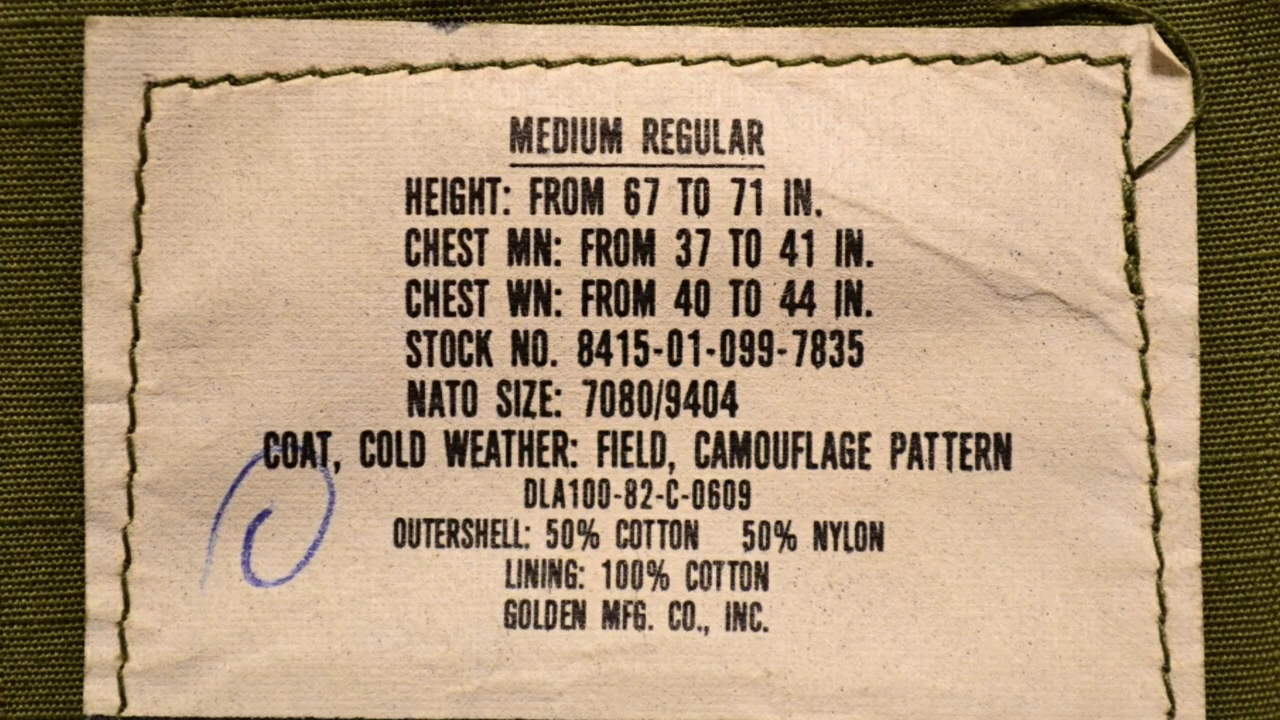 MEDIUM REGULAR
HEIGHT: FROM 67 TO 71 IN.
CHEST MN: FROM 37 TO 41 IN.
CHEST WN: FROM 40 TO 44 IN.
STOCK NO. 8415-01-099-7835
NATO SIZE: 7080/9404
COAT, COLD WEATHER: FIELD, CAMOUFLAGE PATTERN
DLA100-82-C-0609
OUTERSHELL: 50% COTTON 50% NYLON
LINING: 100% COTTON
GOLDEN MFG. CO., INC.